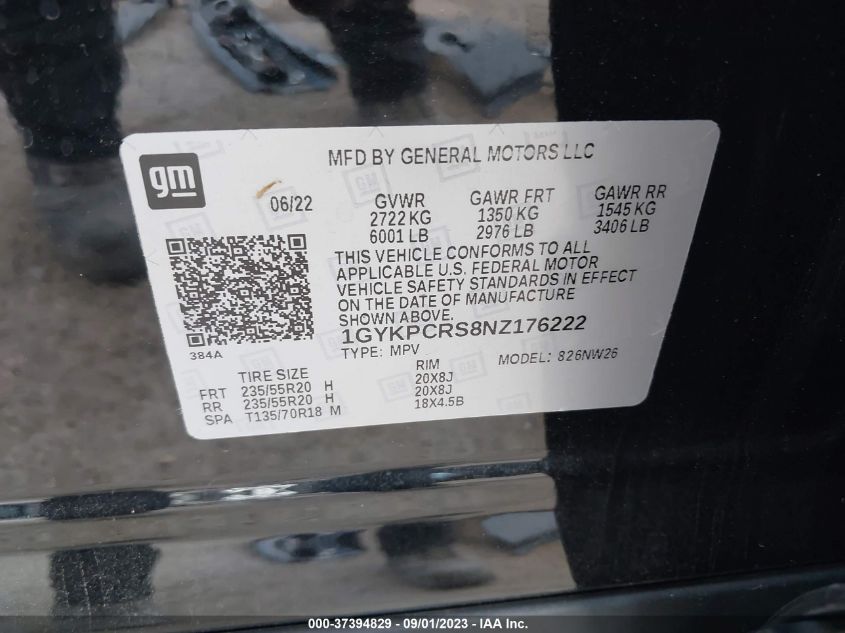 gm
MFD BY GENERAL MOTORS LLC
06/22
GVWR GAWR FRT GAWR RR
2722 KG 1350 KG 1545 KG
6001 LB 2976 LB 3406 LB
THIS VEHICLE CONFORMS TO ALL
APPLICABLE U.S. FEDERAL MOTOR
VEHICLE SAFETY STANDARDS IN EFFECT
ON THE DATE OF MANUFACTURE
SHOWN ABOVE.
384A
1GYKPCRS8NZ176222
TYPE: MPV MODEL: 826NW26
TIRE SIZE RIM
FRT 235/55R20 H 20X8J
RR 235/55R20 H 20X8J
SPA T135/70R18 M 18X4.5B
000-37394829 - 09/01/2023 - IAAI.com